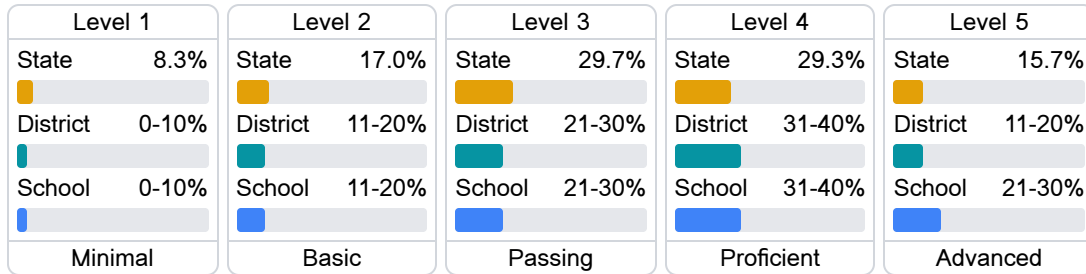 Level 1
State 8.3%
District 0-10%
School 0-10%
Minimal
Level 2
State 17.0%
District 11-20%
School 11-20%
Basic
Level 3
State 29.7%
District 21-30%
School 21-30%
Passing
Level 4
State 29.3%
District 31-40%
School 31-40%
Proficient
Level 5
State 15.7%
District 11-20%
School 21-30%
Advanced